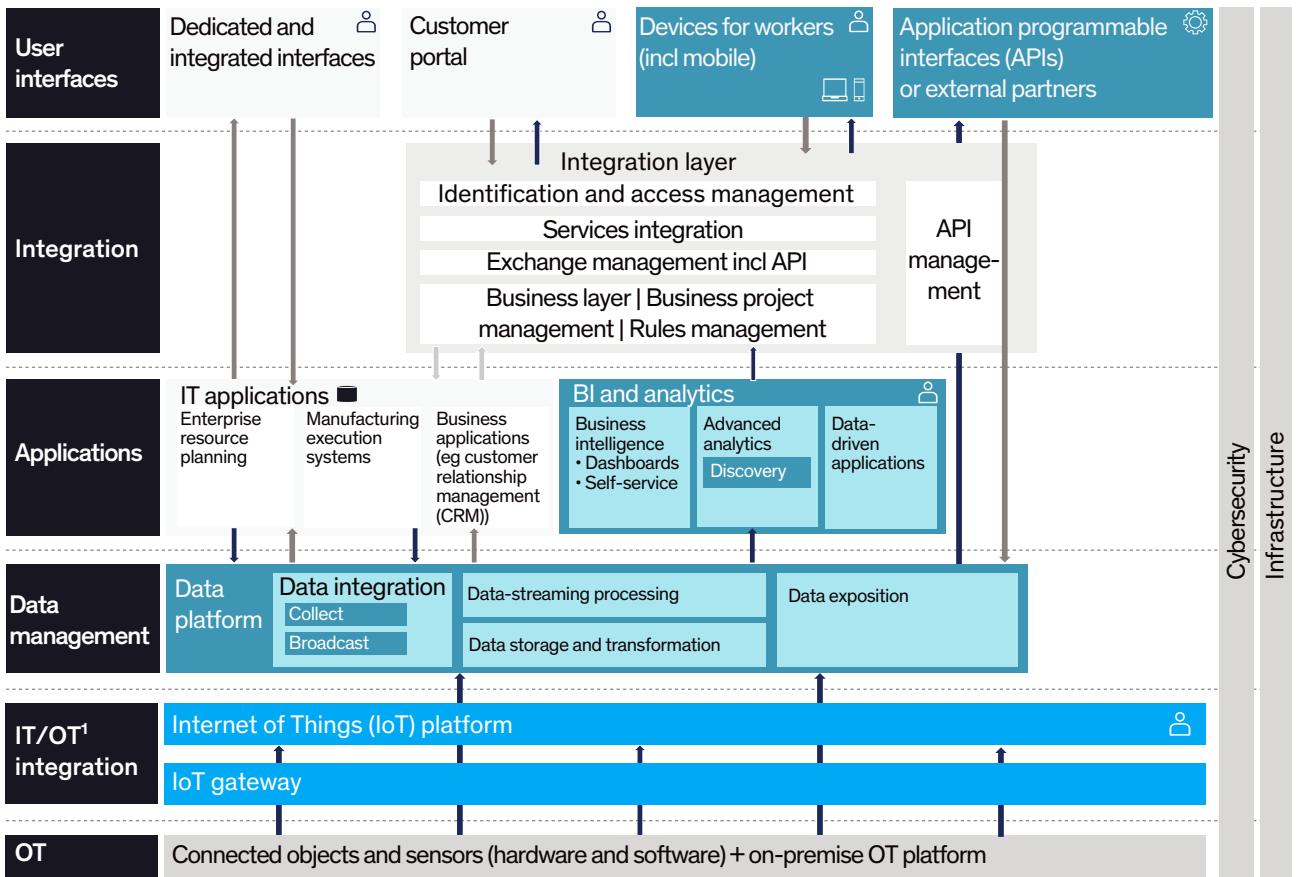 User
interfaces
Dedicated and
integrated interfaces
Customer
portal
Devices for workers
(incl mobile)
Application programmable
interfaces (APIs)
or external partners
Integration
Integration layer
Identification and access management
Services integration
Exchange management incl API
Business layer | Business project
management | Rules management
API
manage-
ment
Applications
IT applications
Enterprise
resource
planning
Manufacturing
execution
systems
Business
applications
(eg customer
relationship
management
(CRM))
BI and analytics
Business
intelligence
• Dashboards
• Self-service
Advanced
analytics
Discovery
Data-
driven
applications
Data
management
Data
platform
Data integration
Collect
Broadcast
Data-streaming processing
Data storage and transformation
Data exposition
IT/OT¹
integration
Internet of Things (IoT) platform
IoT gateway
OT
Connected objects and sensors (hardware and software) + on-premise OT platform
Cybersecurity
Infrastructure